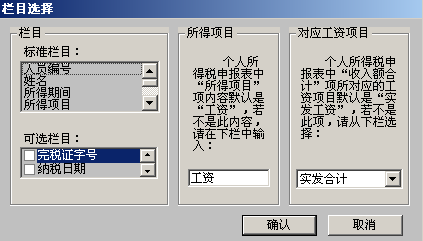 栏目选择
栏目
标准栏目：
人员编号
姓名
所得期间
所得项目
可选栏目：
完税证字号
纳税日期
所得项目
个人所
得税申报表中
“所得项目”
项内容默认是
“工资”，若
不是此内容，
请在下栏中输
入：
工资
对应工资项目
个人所得税申
报表中“收入额合
计”项所对应的工
资项目默认是“实
发工资”，若不是
此项，请从下栏选
择：
实发合计
确认
取消